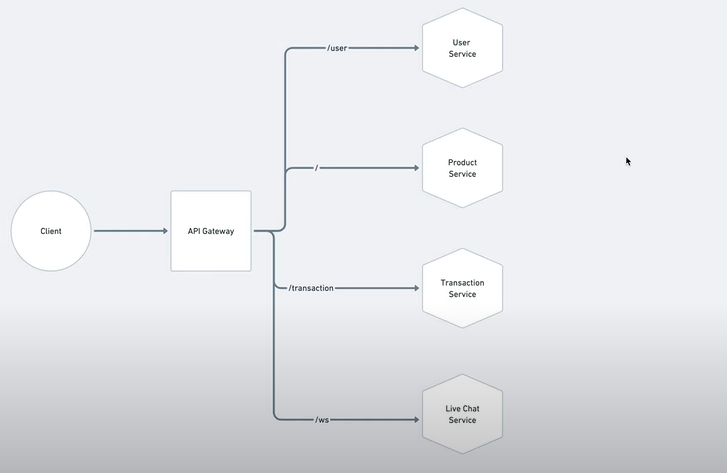 /user
User
Service
/
Product
Service
Client
API Gateway
/transaction
Transaction
Service
/ws
Live Chat
Service